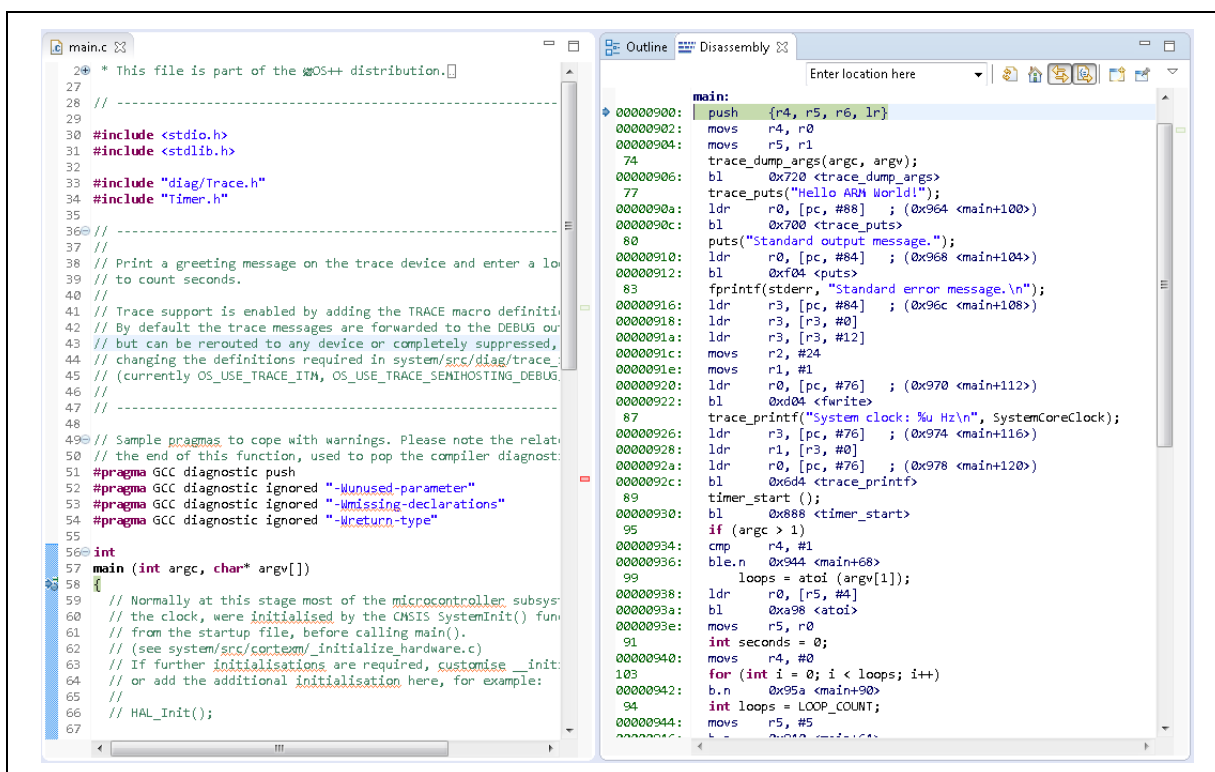 main.c
2 * This file is part of the µOS++ distribution.
27
28 // ----------------------------------------------------------------
29
30 #include <stdio.h>
31 #include <stdlib.h>
32
33 #include "diag/Trace.h"
34 #include "Timer.h"
35
36 // ----------------------------------------------------------------
37 //
38 // Print a greeting message on the trace device and enter a lo
39 // to count seconds.
40 //
41 // Trace support is enabled by adding the TRACE macro definiti
42 // By default the trace messages are forwarded to the DEBUG ou
43 // but can be rerouted to any device or completely suppressed,
44 // changing the definitions required in system/src/diag/trace_
45 // (currently OS_USE_TRACE_ITM, OS_USE_TRACE_SEMIHOSTING_DEBUG
46 //
47 // ----------------------------------------------------------------
48
49 // Sample pragmas to cope with warnings. Please note the relat
50 // the end of this function, used to pop the compiler diagnost
51 #pragma GCC diagnostic push
52 #pragma GCC diagnostic ignored "-Wunused-parameter"
53 #pragma GCC diagnostic ignored "-Wmissing-declarations"
54 #pragma GCC diagnostic ignored "-Wreturn-type"
55
56 int
57 main (int argc, char* argv[])
58 {
59 // Normally at this stage most of the microcontroller subsys
60 // the clock, were initialised by the CMSIS SystemInit() fun
61 // from the startup file, before calling main().
62 // (see system/src/cortexm/_initialize_hardware.c)
63 // If further initialisations are required, customise __init
64 // or add the additional initialisation here, for example:
65 //
66 // HAL_Init();
67
Outline Disassembly
Enter location here
main:
00000900: push {r4, r5, r6, lr}
00000902: movs r4, r0
00000904: movs r5, r1
74 trace_dump_args(argc, argv);
00000906: bl 0x720 <trace_dump_args>
77 trace_puts("Hello ARM World!");
0000090a: ldr r0, [pc, #88] ; (0x964 <main+100>)
0000090c: bl 0x700 <trace_puts>
80 puts("Standard output message.");
00000910: ldr r0, [pc, #84] ; (0x968 <main+104>)
00000912: bl 0xf04 <puts>
83 fprintf(stderr, "Standard error message.\n");
00000916: ldr r3, [pc, #84] ; (0x96c <main+108>)
00000918: ldr r3, [r3, #0]
0000091a: ldr r3, [r3, #12]
0000091c: movs r2, #24
0000091e: movs r1, #1
00000920: ldr r0, [pc, #76] ; (0x970 <main+112>)
00000922: bl 0xd04 <fwrite>
87 trace_printf("System clock: %u Hz\n", SystemCoreClock);
00000926: ldr r3, [pc, #76] ; (0x974 <main+116>)
00000928: ldr r1, [r3, #0]
0000092a: ldr r0, [pc, #76] ; (0x978 <main+120>)
0000092c: bl 0x6d4 <trace_printf>
89 timer_start ();
00000930: bl 0x888 <timer_start>
95 if (argc > 1)
00000934: cmp r4, #1
00000936: ble.n 0x944 <main+68>
99 loops = atoi (argv[1]);
00000938: ldr r0, [r5, #4]
0000093a: bl 0xa98 <atoi>
0000093e: movs r5, r0
91 int seconds = 0;
00000940: movs r4, #0
103 for (int i = 0; i < loops; i++)
00000942: b.n 0x95a <main+90>
94 int loops = LOOP_COUNT;
00000944: movs r5, #5